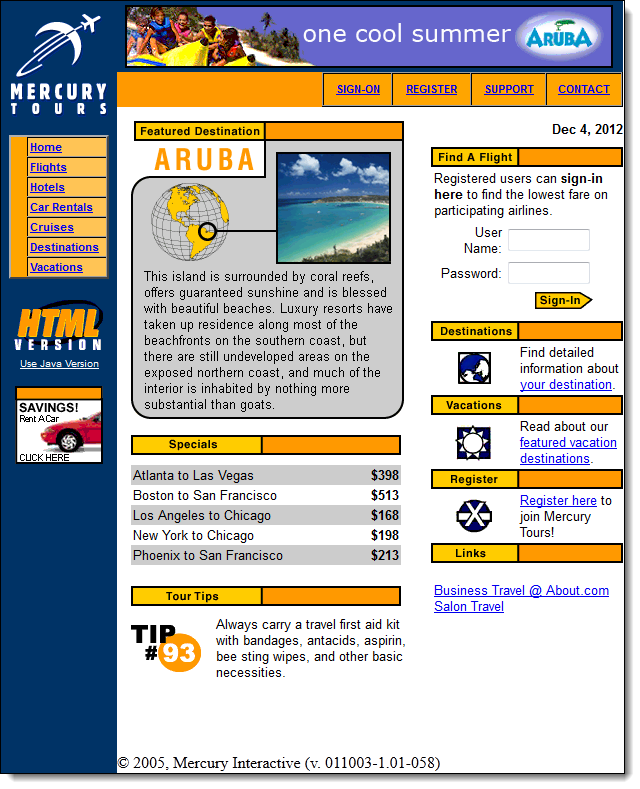 MERCURY
TOURS
one cool summer
ARUBA
SIGN-ON
REGISTER
SUPPORT
CONTACT
Home
Flights
Hotels
Car Rentals
Cruises
Destinations
Vacations
HTML
VERSION
Use Java Version
SAVINGS!
Rent A Car
CLICK HERE
Featured Destination
ARUBA
This island is surrounded by coral reefs,
offers guaranteed sunshine and is blessed
with beautiful beaches. Luxury resorts have
taken up residence along most of the
beachfronts on the southern coast, but
there are still undeveloped areas on the
exposed northern coast, and much of the
interior is inhabited by nothing more
substantial than goats.
Specials
Atlanta to Las Vegas $398
Boston to San Francisco $513
Los Angeles to Chicago $168
New York to Chicago $198
Phoenix to San Francisco $213
Tour Tips
TIP
#93
Always carry a travel first aid kit
with bandages, antacids, aspirin,
bee sting wipes, and other basic
necessities.
Dec 4, 2012
Find A Flight
Registered users can sign-in
here to find the lowest fare on
participating airlines.
User
Name:
Password:
Sign-In
Destinations
Find detailed
information about
your destination.
Vacations
Read about our
featured vacation
destinations.
Register
Register here to
join Mercury
Tours!
Links
Business Travel @ About.com
Salon Travel
© 2005, Mercury Interactive (v. 011003-1.01-058)